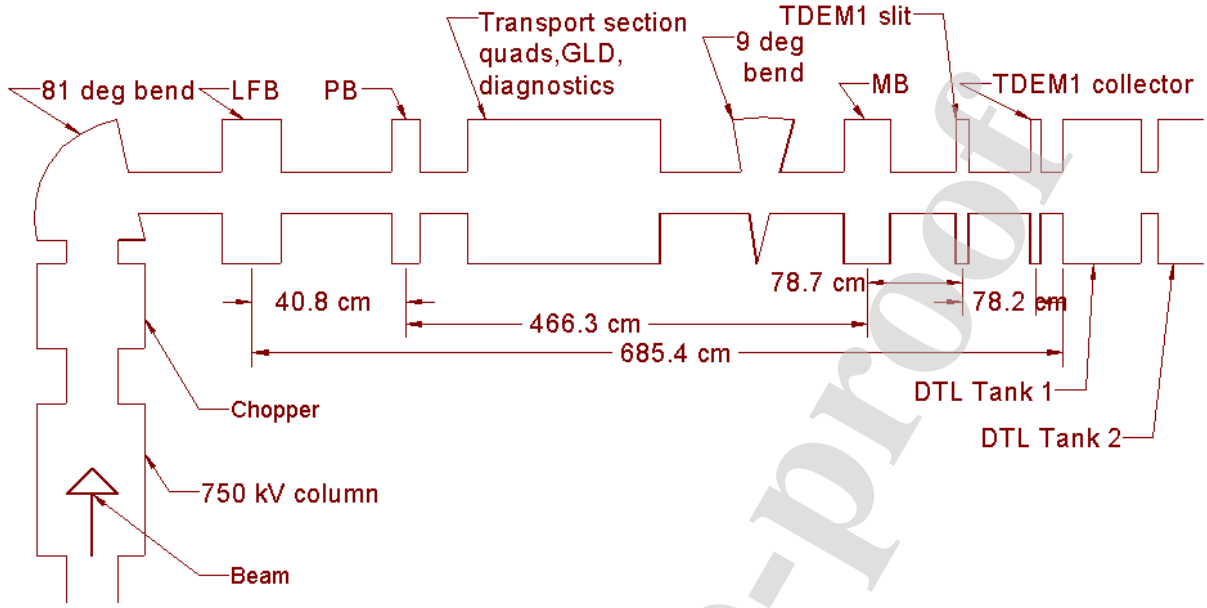 TDEM1 slit
Transport section
quads,GLD,
diagnostics
9 deg
bend
81 deg bend
LFB
PB
MB
TDEM1 collector
40.8 cm
78.7 cm
78.2 cm
466.3 cm
685.4 cm
DTL Tank 1
DTL Tank 2
Chopper
750 kV column
Beam
e-proof